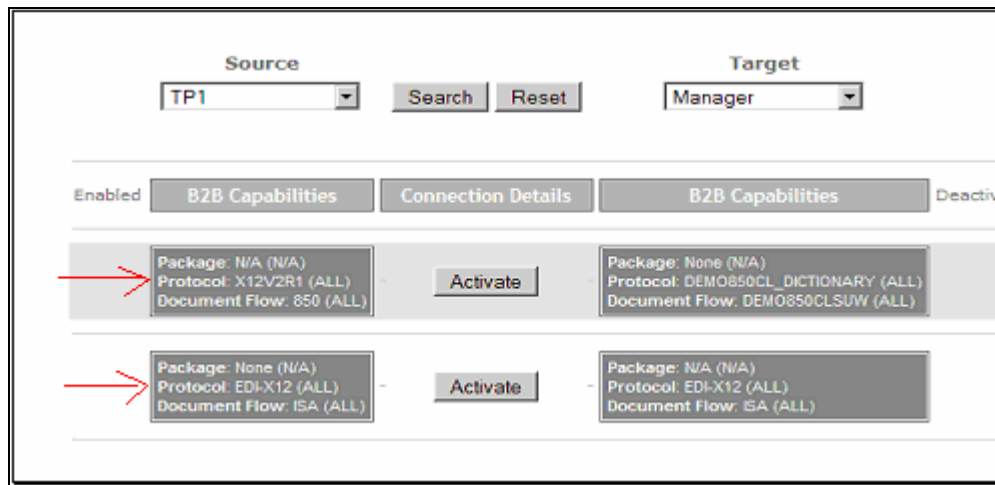 Source Target
TP1 Search Reset Manager
Enabled B2B Capabilities Connection Details B2B Capabilities Deactiv
Package: N/A (N/A) Package: None (N/A)
Protocol: X12V2R1 (ALL) - Activate - Protocol: DEMO850CL_DICTIONARY (ALL)
Document Flow: 850 (ALL) Document Flow: DEMO850CLSUW (ALL)
Package: None (N/A) Package: N/A (N/A)
Protocol: EDI-X12 (ALL) - Activate - Protocol: EDI-X12 (ALL)
Document Flow: ISA (ALL) Document Flow: ISA (ALL)